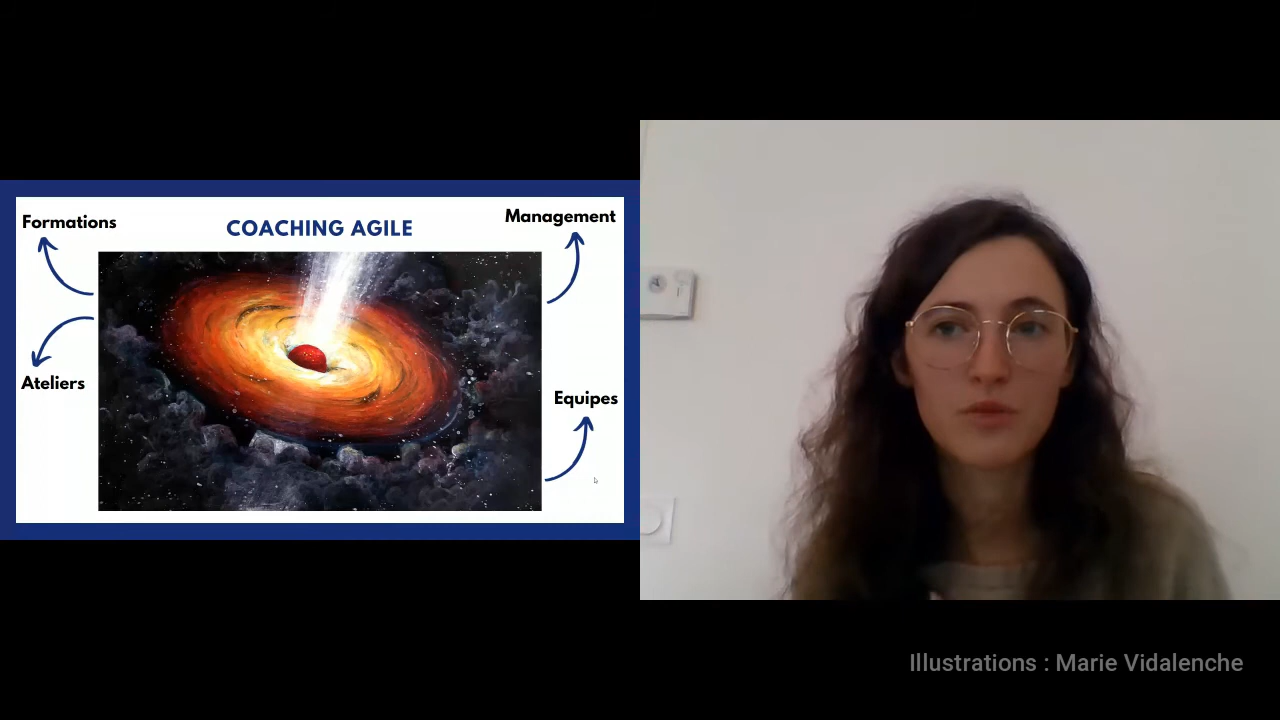 Formations
COACHING AGILE
Management
Ateliers
Equipes
Illustrations : Marie Vidalenche